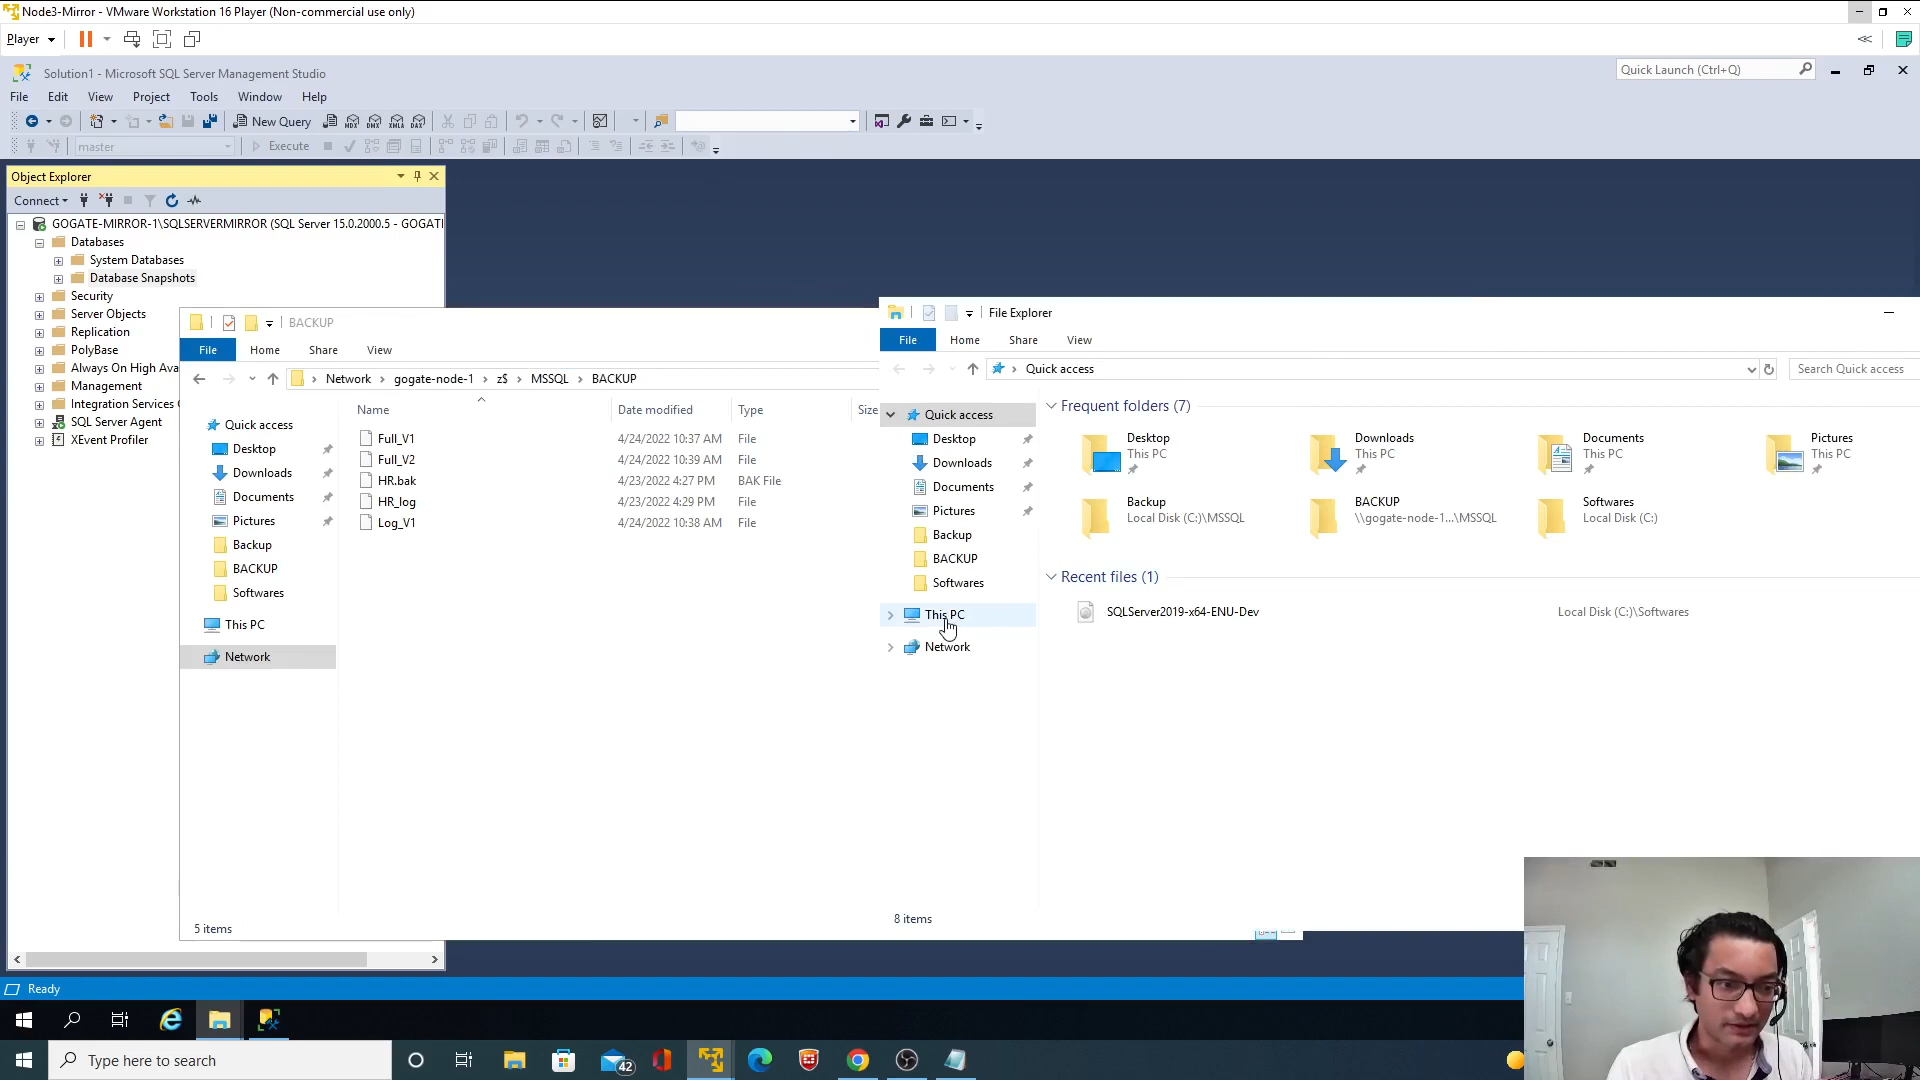 Node3-Mirror - VMware Workstation 16 Player (Non-commercial use only)
Player
Solution1 - Microsoft SQL Server Management Studio
Quick Launch (Ctrl+Q)
File Edit View Project Tools Window Help
New Query
MDX DMX XMLA DAX
master
Execute
Object Explorer
Connect
GOGATE-MIRROR-1\SQLSERVERMIRROR (SQL Server 15.0.2000.5 - GOGATE
Databases
System Databases
Database Snapshots
Security
Server Objects
Replication
PolyBase
Always On High Ava
Management
Integration Services C
SQL Server Agent
XEvent Profiler
BACKUP
File Home Share View
Network gogate-node-1 z$ MSSQL BACKUP
Quick access
Desktop
Downloads
Documents
Pictures
Backup
BACKUP
Softwares
This PC
Network
Name Date modified Type Size
Full_V1 4/24/2022 10:37 AM File
Full_V2 4/24/2022 10:39 AM File
HR.bak 4/23/2022 4:27 PM BAK File
HR_log 4/23/2022 4:29 PM File
Log_V1 4/24/2022 10:38 AM File
5 items
File Explorer
File Home Share View
Quick access
Search Quick access
Quick access
Desktop
Downloads
Documents
Pictures
Backup
BACKUP
Softwares
This PC
Network
Frequent folders (7)
Desktop
This PC
Downloads
This PC
Documents
This PC
Pictures
This PC
Backup
Local Disk (C:)\MSSQL
BACKUP
\\gogate-node-1...\MSSQL
Softwares
Local Disk (C:)
Recent files (1)
SQLServer2019-x64-ENU-Dev Local Disk (C:)\Softwares
8 items
Ready
Type here to search
42